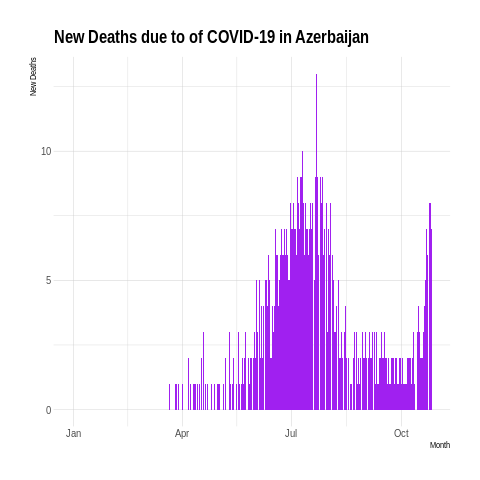 New Deaths due to of COVID-19 in Azerbaijan
New Deaths
10
5
0
Jan Apr Jul Oct
Month